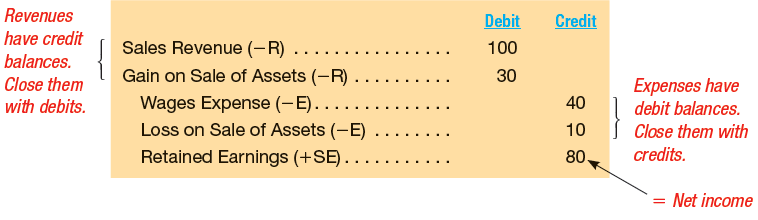 Revenues
have credit
balances.
Close them
with debits.
Debit Credit
Sales Revenue (−R) . . . . . . . . . . . . . . . . 100
Gain on Sale of Assets (−R) . . . . . . . . . . 30
Wages Expense (−E). . . . . . . . . . . . . . 40
Loss on Sale of Assets (−E) . . . . . . . . 10
Retained Earnings (+SE). . . . . . . . . . . 80
Expenses have
debit balances.
Close them with
credits.
= Net income